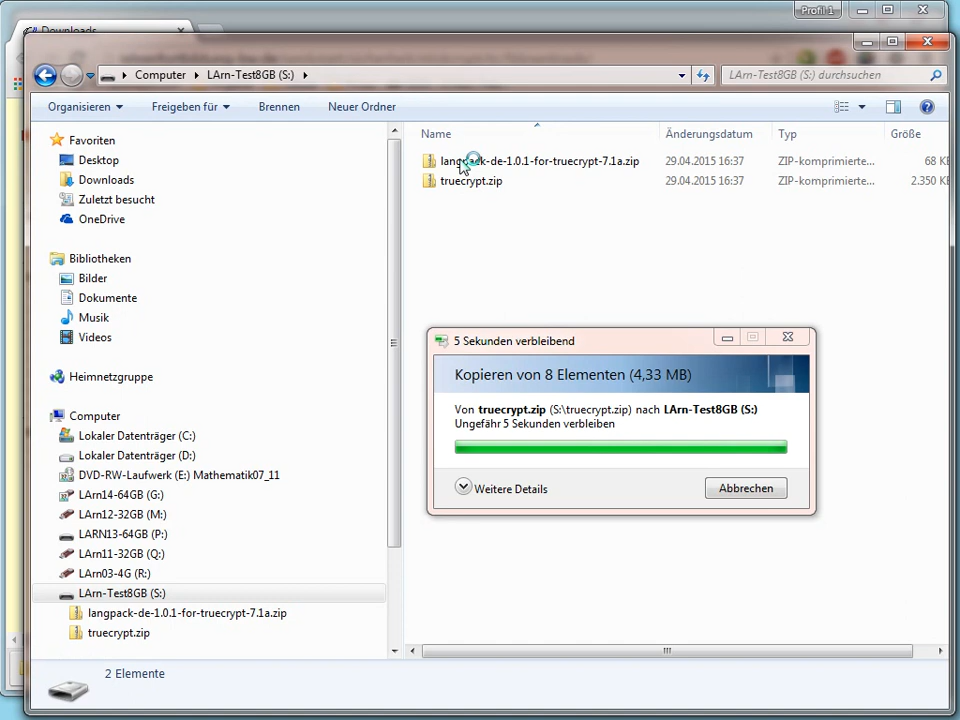 Profil 1
Downloads
Computer
LArn-Test8GB (S:)
LArn-Test8GB (S:) durchsuchen
Organisieren
Freigeben für
Brennen
Neuer Ordner
Favoriten
Desktop
Downloads
Zuletzt besucht
OneDrive
Bibliotheken
Bilder
Dokumente
Musik
Videos
Heimnetzgruppe
Computer
Lokaler Datenträger (C:)
Lokaler Datenträger (D:)
DVD-RW-Laufwerk (E:) Mathematik07_11
LArn14-64GB (G:)
LArn12-32GB (M:)
LARN13-64GB (P:)
LArn11-32GB (Q:)
LArn03-4G (R:)
LArn-Test8GB (S:)
langpack-de-1.0.1-for-truecrypt-7.1a.zip
truecrypt.zip
Name Änderungsdatum Typ Größe
langpack-de-1.0.1-for-truecrypt-7.1a.zip 29.04.2015 16:37 ZIP-komprimierte... 68 KB
truecrypt.zip 29.04.2015 16:37 ZIP-komprimierte... 2.350 KB
5 Sekunden verbleibend
Kopieren von 8 Elementen (4,33 MB)
Von truecrypt.zip (S:\truecrypt.zip) nach LArn-Test8GB (S:)
Ungefähr 5 Sekunden verbleiben
Weitere Details
Abbrechen
2 Elemente